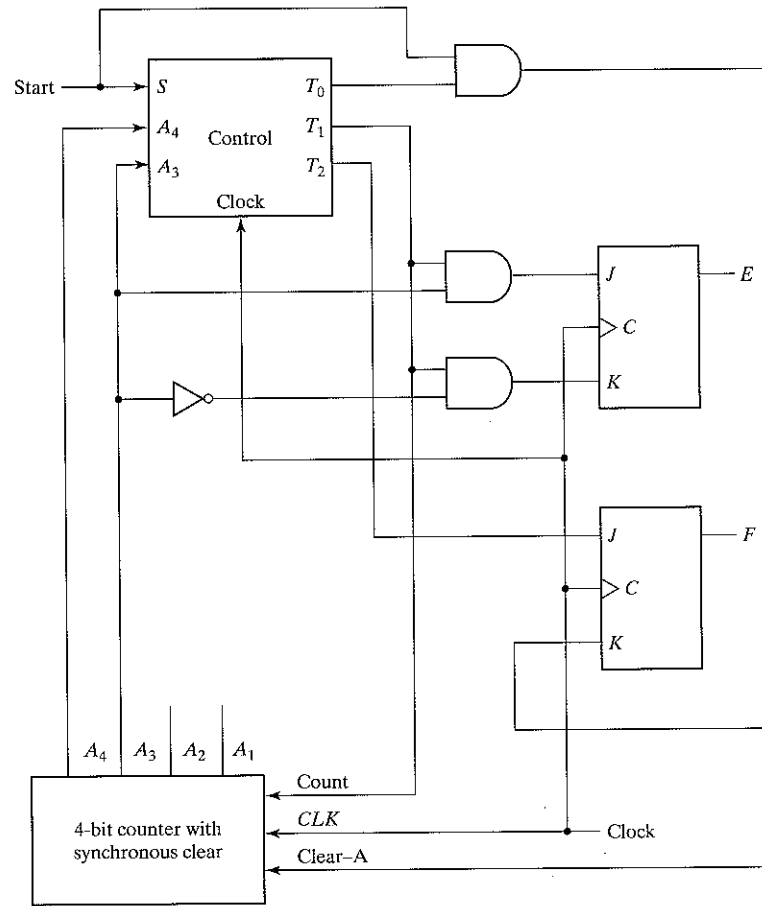 Start
S
T0
A4
T1
Control
A3
T2
Clock
J
E
C
K
J
F
C
K
A4
A3
A2
A1
Count
4-bit counter with
synchronous clear
CLK
Clock
Clear–A